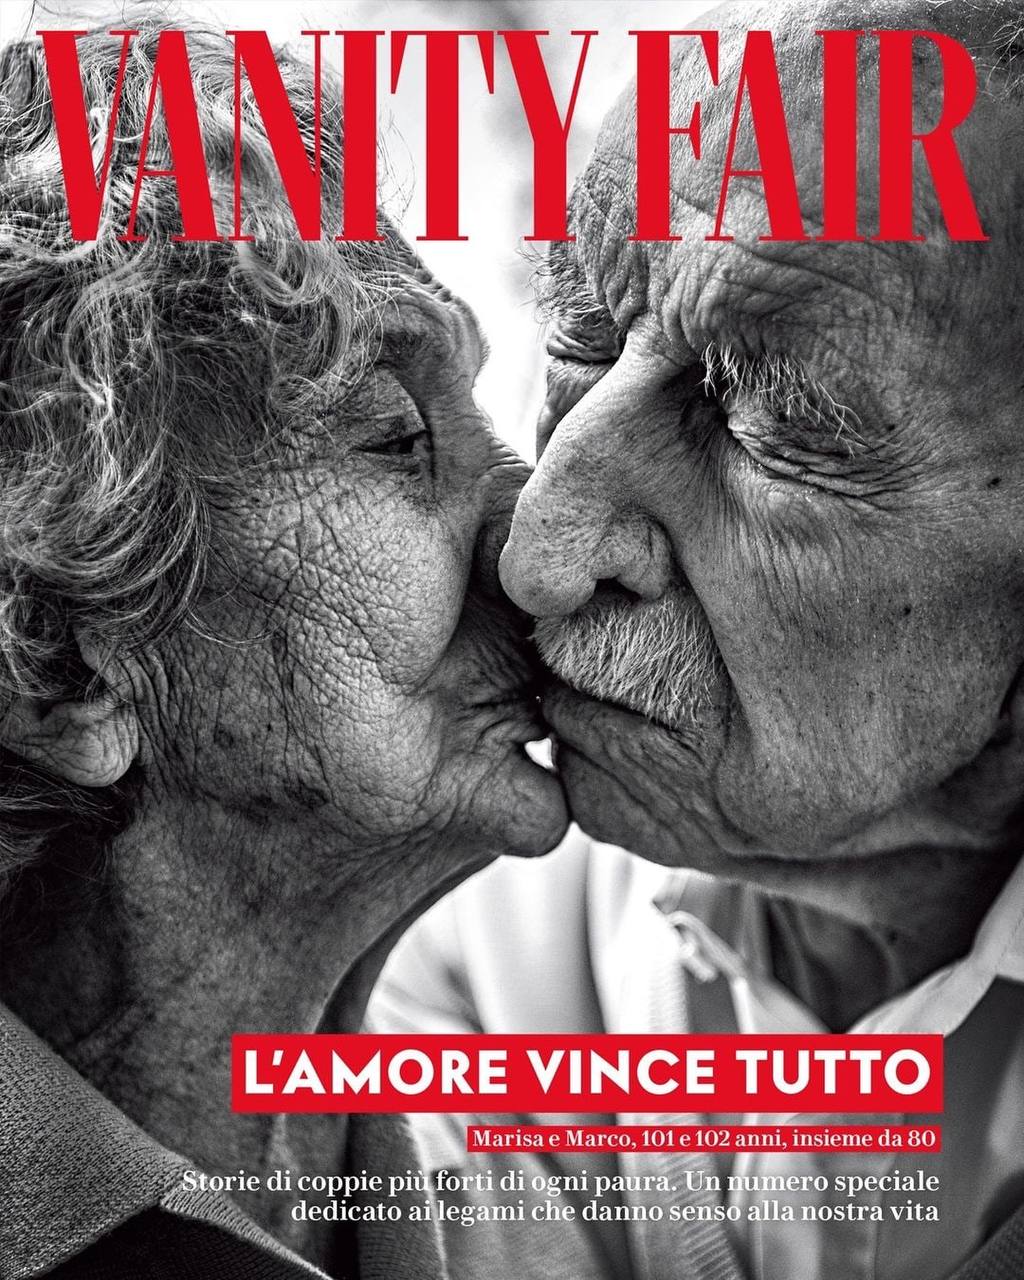 VANITY FAIR
L'AMORE VINCE TUTTO
Marisa e Marco, 101 e 102 anni, insieme da 80
Storie di coppie più forti di ogni paura. Un numero speciale
dedicato ai legami che danno senso alla nostra vita